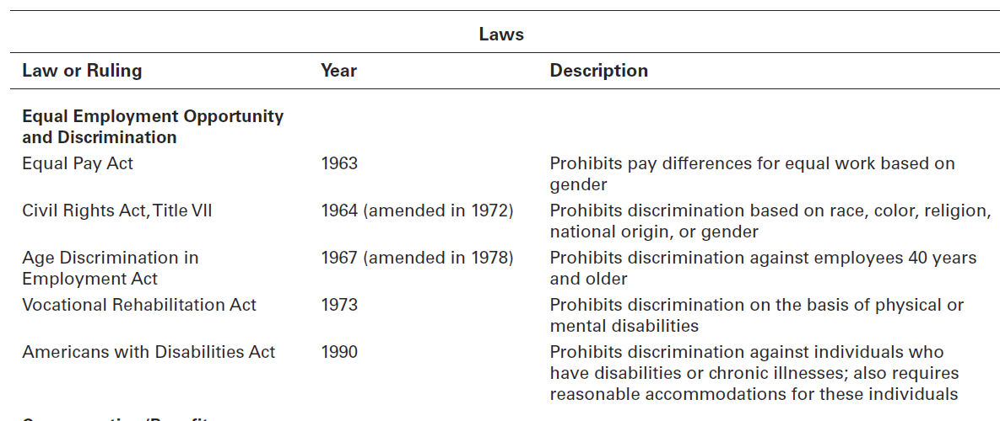 Laws
Law or Ruling Year Description
Equal Employment Opportunity
and Discrimination
Equal Pay Act 1963 Prohibits pay differences for equal work based on
gender
Civil Rights Act, Title VII 1964 (amended in 1972) Prohibits discrimination based on race, color, religion,
national origin, or gender
Age Discrimination in 1967 (amended in 1978) Prohibits discrimination against employees 40 years
Employment Act and older
Vocational Rehabilitation Act 1973 Prohibits discrimination on the basis of physical or
mental disabilities
Americans with Disabilities Act 1990 Prohibits discrimination against individuals who
have disabilities or chronic illnesses; also requires
reasonable accommodations for these individuals